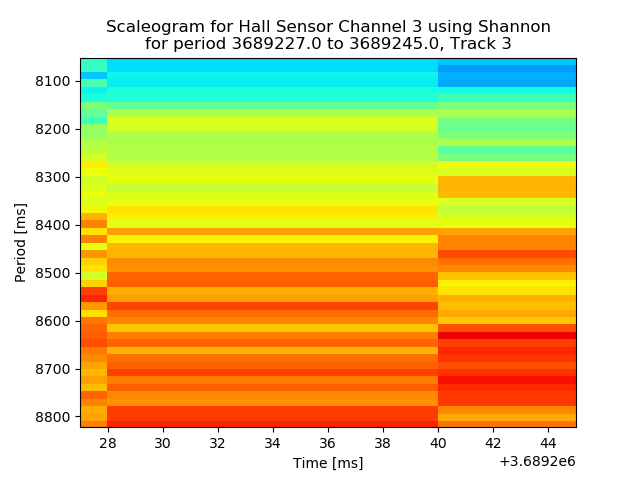 Scaleogram for Hall Sensor Channel 3 using Shannon
for period 3689227.0 to 3689245.0, Track 3
8100
8200
8300
8400
8500
8600
8700
8800
Period [ms]
28 30 32 34 36 38 40 42 44
Time [ms]
+3.6892e6